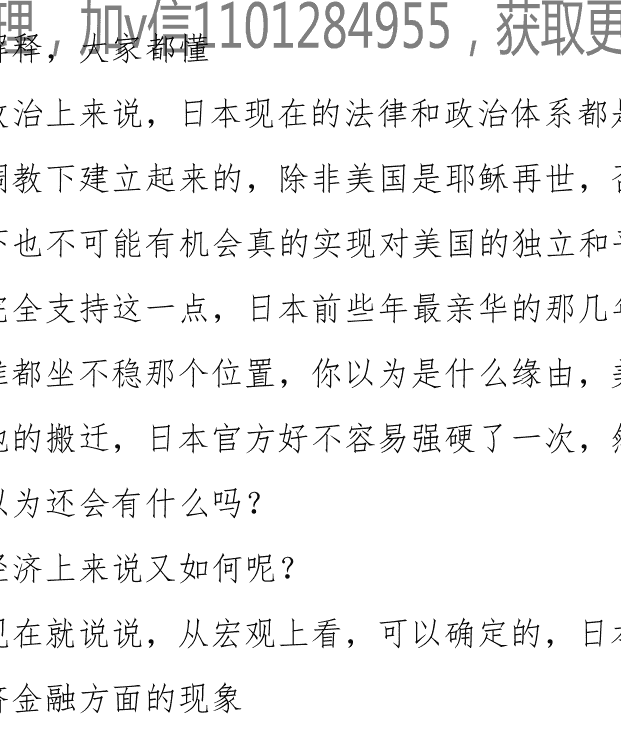 理，加v信1101284955，获取更
解释，大家都懂
政治上来说，日本现在的法律和政治体系都是
调教下建立起来的，除非美国是耶稣再世，否
下也不可能有机会真的实现对美国的独立和平
完全支持这一点，日本前些年最亲华的那几年
谁都坐不稳那个位置，你以为是什么缘由，美
地的搬迁，日本官方好不容易强硬了一次，然
以为还会有什么吗？
经济上来说又如何呢？
现在就说说，从宏观上看，可以确定的，日本
济金融方面的现象